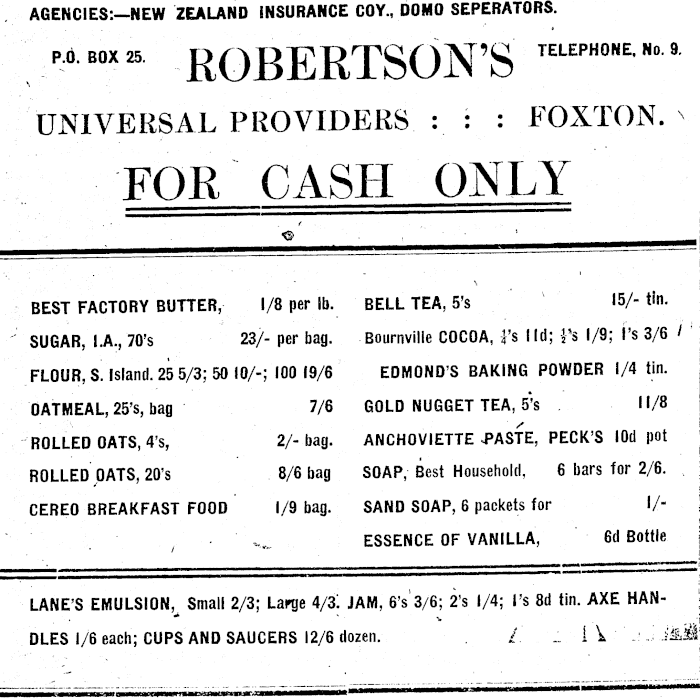 AGENCIES:—NEW ZEALAND INSURANCE COY., DOMO SEPERATORS.
P.O. BOX 25. ROBERTSON'S TELEPHONE, No. 9.
UNIVERSAL PROVIDERS : : : FOXTON.
FOR CASH ONLY
BEST FACTORY BUTTER, 1/8 per lb.
SUGAR, I.A., 70's 23/- per bag.
FLOUR, S. Island. 25 5/3; 50 10/-; 100 19/6
OATMEAL, 25's, bag 7/6
ROLLED OATS, 4's, 2/- bag.
ROLLED OATS, 20's 8/6 bag
CEREO BREAKFAST FOOD 1/9 bag.
BELL TEA, 5's 15/- tin.
Bournville COCOA, ¼'s 11d; ½'s 1/9; 1's 3/6
EDMOND'S BAKING POWDER 1/4 tin.
GOLD NUGGET TEA, 5's 11/8
ANCHOVIETTE PASTE, PECK'S 10d pot
SOAP, Best Household, 6 bars for 2/6.
SAND SOAP, 6 packets for 1/-
ESSENCE OF VANILLA, 6d Bottle
LANE'S EMULSION, Small 2/3; Large 4/3. JAM, 6's 3/6; 2's 1/4; 1's 8d tin. AXE HAN-
DLES 1/6 each; CUPS AND SAUCERS 12/6 dozen.